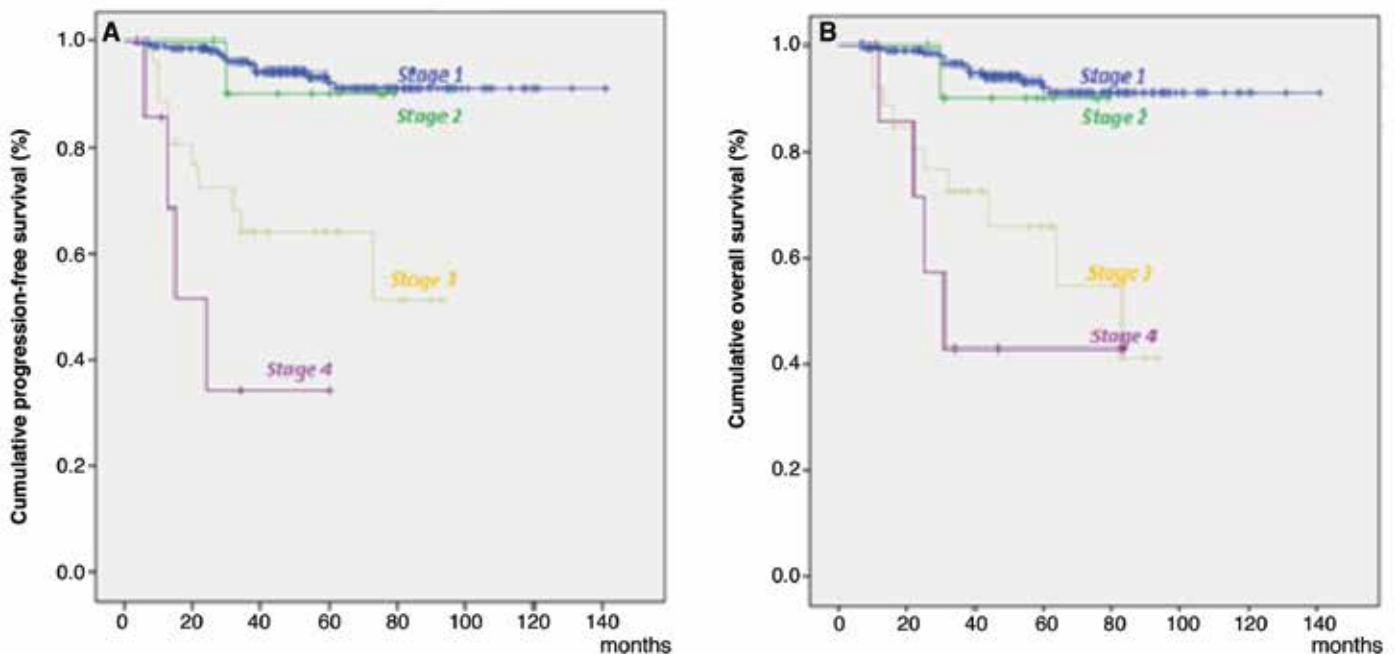 A
Cumulative progression-free survival (%)
1.0
0.8
0.6
0.4
0.2
0.0
Stage 1
Stage 2
Stage 3
Stage 4
0 20 40 60 80 100 120 140
months
B
Cumulative overall survival (%)
1.0
0.8
0.6
0.4
0.2
0.0
Stage 1
Stage 2
Stage 3
Stage 4
0 20 40 60 80 100 120 140
months